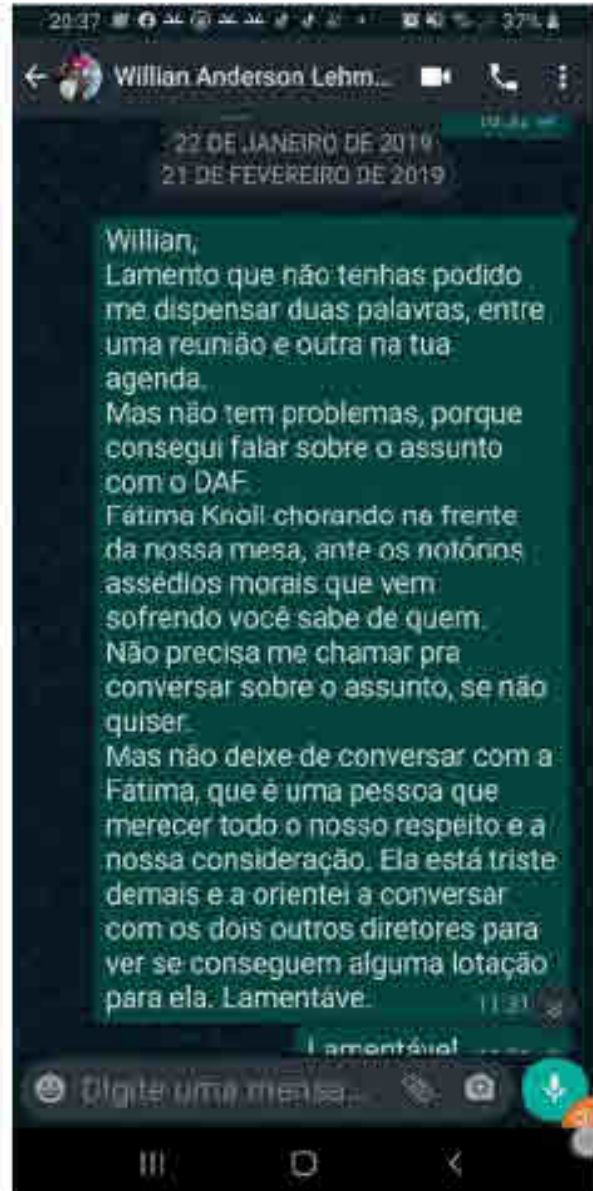 20:37
37%
Willian Anderson Lehm...
22 DE JANEIRO DE 2019
21 DE FEVEREIRO DE 2019
Willian,
Lamento que não tenhas podido
me dispensar duas palavras, entre
uma reunião e outra na tua
agenda.
Mas não tem problemas, porque
consegui falar sobre o assunto
com o DAF.
Fátima Knoll chorando na frente
da nossa mesa, ante os notórios
assédios morais que vem
sofrendo você sabe de quem.
Não precisa me chamar pra
conversar sobre o assunto, se não
quiser.
Mas não deixe de conversar com a
Fátima, que é uma pessoa que
merecer todo o nosso respeito e a
nossa consideração. Ela está triste
demais e a orientei a conversar
com os dois outros diretores para
ver se conseguem alguma lotação
para ela. Lamentáve.
Lamentável
Digite uma mensa...